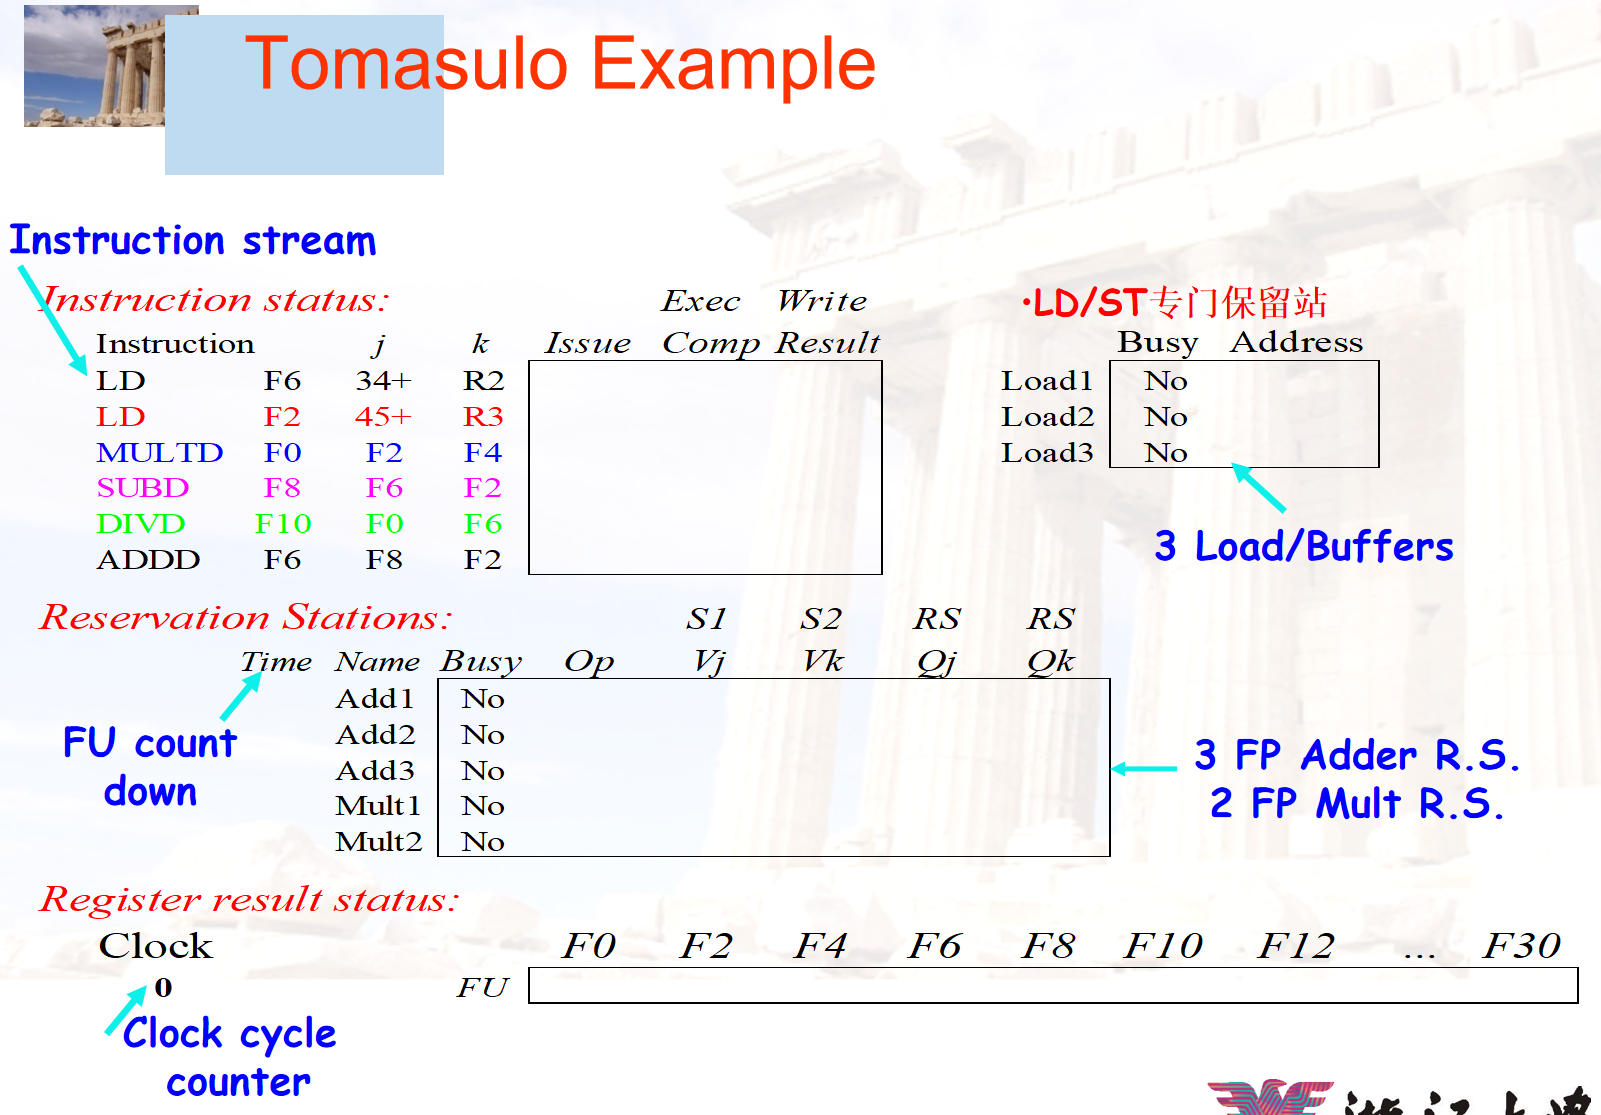 Tomasulo Example
Instruction stream
Instruction status:
Exec Write
Instruction j k Issue Comp Result
LD F6 34+ R2
LD F2 45+ R3
MULTD F0 F2 F4
SUBD F8 F6 F2
DIVD F10 F0 F6
ADDD F6 F8 F2
•LD/ST专门保留站
Busy Address
Load1 No
Load2 No
Load3 No
3 Load/Buffers
Reservation Stations:
S1 S2 RS RS
Time Name Busy Op Vj Vk Qj Qk
Add1 No
Add2 No
Add3 No
Mult1 No
Mult2 No
FU count
down
3 FP Adder R.S.
2 FP Mult R.S.
Register result status:
Clock F0 F2 F4 F6 F8 F10 F12 ... F30
0 FU
Clock cycle
counter